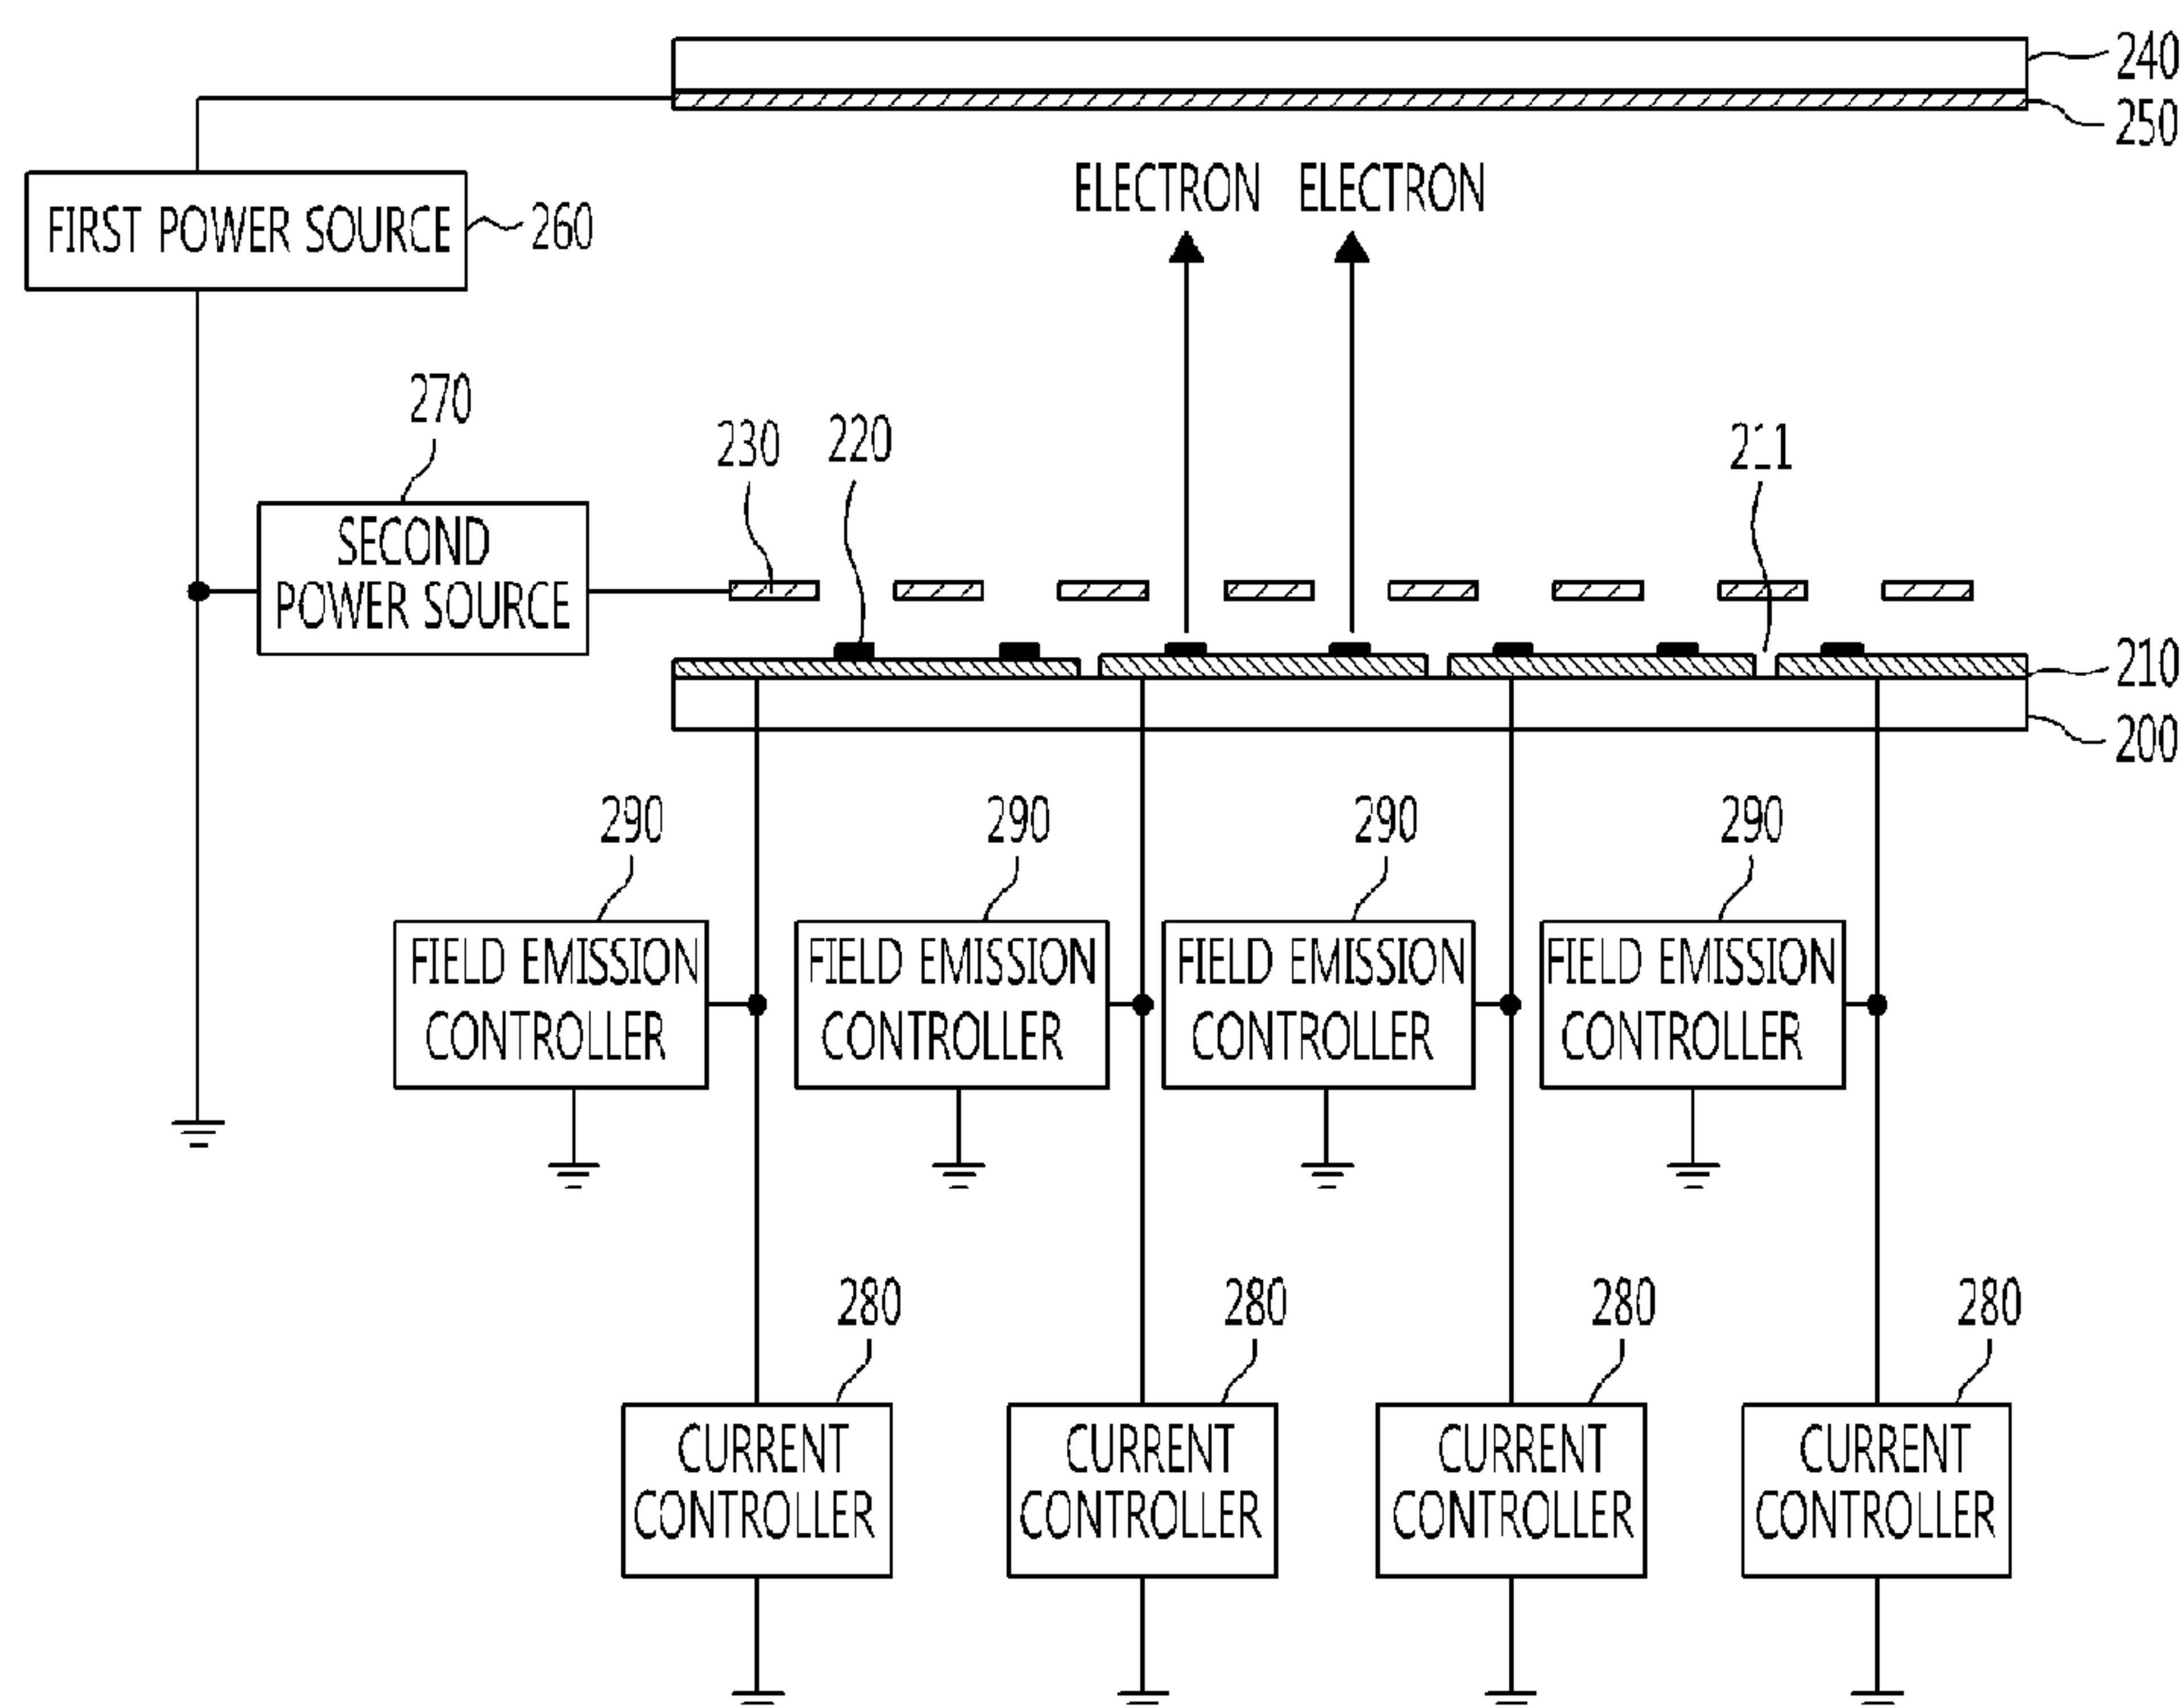 240
250
ELECTRON ELECTRON
FIRST POWER SOURCE 260
270
230 220 211
SECOND
POWER SOURCE
210
200
290 290 290 290
FIELD EMISSION FIELD EMISSION FIELD EMISSION FIELD EMISSION
CONTROLLER CONTROLLER CONTROLLER CONTROLLER
280 280 280 280
CURRENT CURRENT CURRENT CURRENT
CONTROLLER CONTROLLER CONTROLLER CONTROLLER